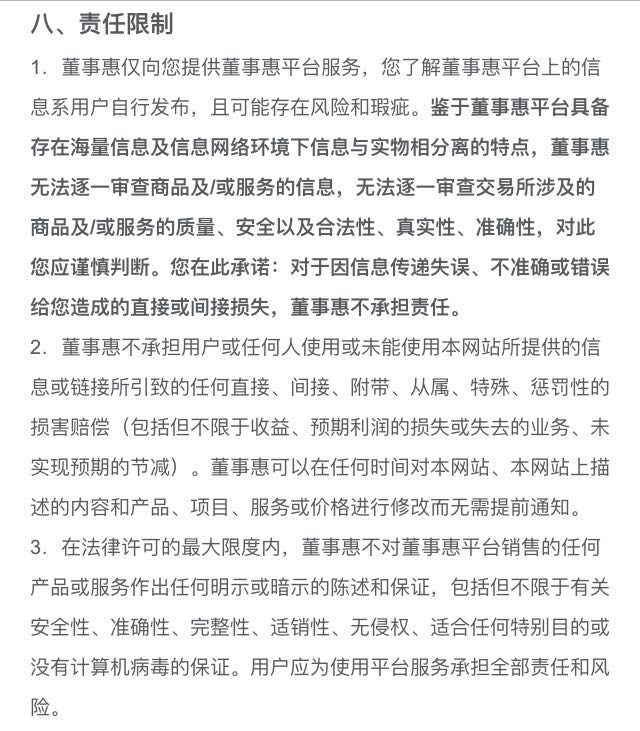 八、责任限制
1．董事惠仅向您提供董事惠平台服务，您了解董事惠平台上的信
息系用户自行发布，且可能存在风险和瑕疵。鉴于董事惠平台具备
存在海量信息及信息网络环境下信息与实物相分离的特点，董事惠
无法逐一审查商品及/或服务的信息，无法逐一审查交易所涉及的
商品及/或服务的质量、安全以及合法性、真实性、准确性，对此
您应谨慎判断。您在此承诺：对于因信息传递失误、不准确或错误
给您造成的直接或间接损失，董事惠不承担责任。
2．董事惠不承担用户或任何人使用或未能使用本网站所提供的信
息或链接所引致的任何直接、间接、附带、从属、特殊、惩罚性的
损害赔偿（包括但不限于收益、预期利润的损失或失去的业务、未
实现预期的节减）。董事惠可以在任何时间对本网站、本网站上描
述的内容和产品、项目、服务或价格进行修改而无需提前通知。
3．在法律许可的最大限度内，董事惠不对董事惠平台销售的任何
产品或服务作出任何明示或暗示的陈述和保证，包括但不限于有关
安全性、准确性、完整性、适销性、无侵权、适合任何特别目的或
没有计算机病毒的保证。用户应为使用平台服务承担全部责任和风
险。